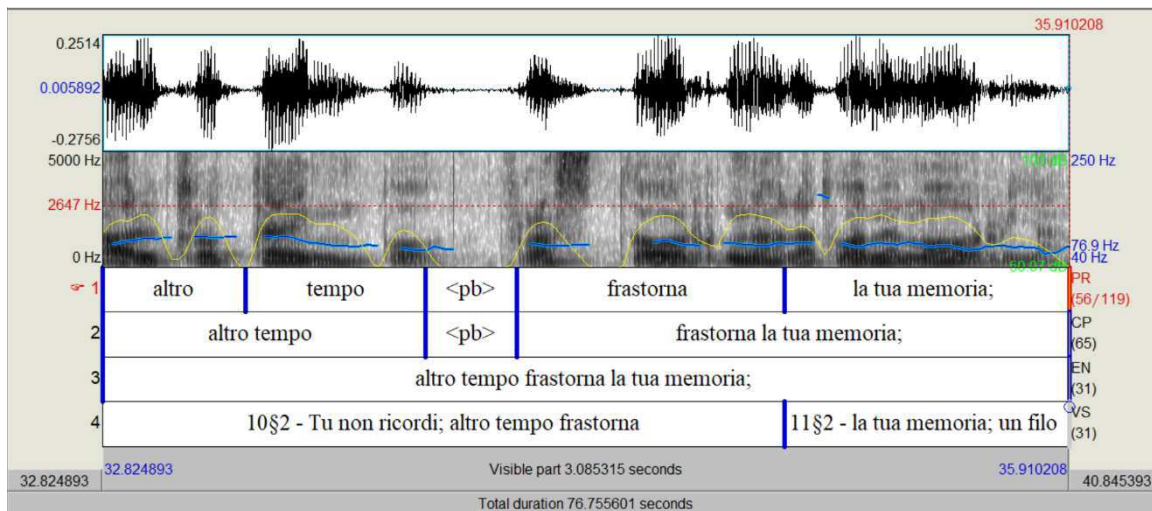 35.910208
0.2514
0.005892
-0.2756
5000 Hz 100 dB 250 Hz
2647 Hz
76.9 Hz
0 Hz 40 Hz
1 altro tempo <pb> frastorna la tua memoria; PR (56/119)
2 altro tempo <pb> frastorna la tua memoria; CP (65)
3 altro tempo frastorna la tua memoria; EN (31)
4 10§2 - Tu non ricordi; altro tempo frastorna 11§2 - la tua memoria; un filo VS (31)
32.824893 32.824893 Visible part 3.085315 seconds 35.910208 40.845393
Total duration 76.755601 seconds